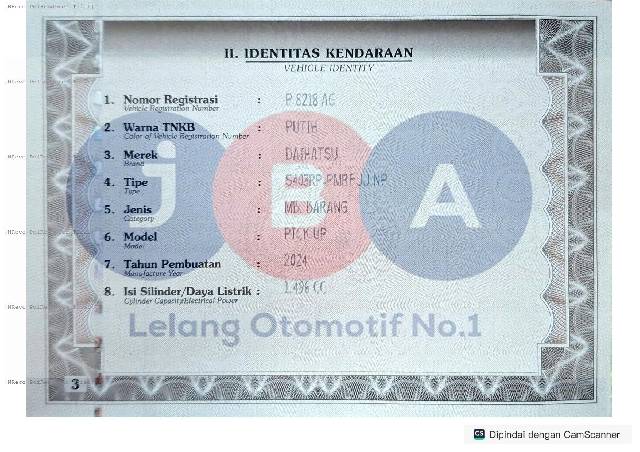 II. IDENTITAS KENDARAAN
VEHICLE IDENTITY
1. Nomor Registrasi : P 8218 AG
Vehicle Registration Number
2. Warna TNKB : PUTIH
Color of Vehicle Registration Number
3. Merek : DAIHATSU
Brand
4. Tipe :
Type
5. Jenis : MB. BARANG
Category
6. Model : PICK UP
Model
7. Tahun Pembuatan : 2024
Manufacture Year
8. Isi Silinder/Daya Listrik : 1.496 CC
Cylinder Capacity/Electrical Power
JBA
Lelang Otomotif No.1
3
CS Dipindai dengan CamScanner